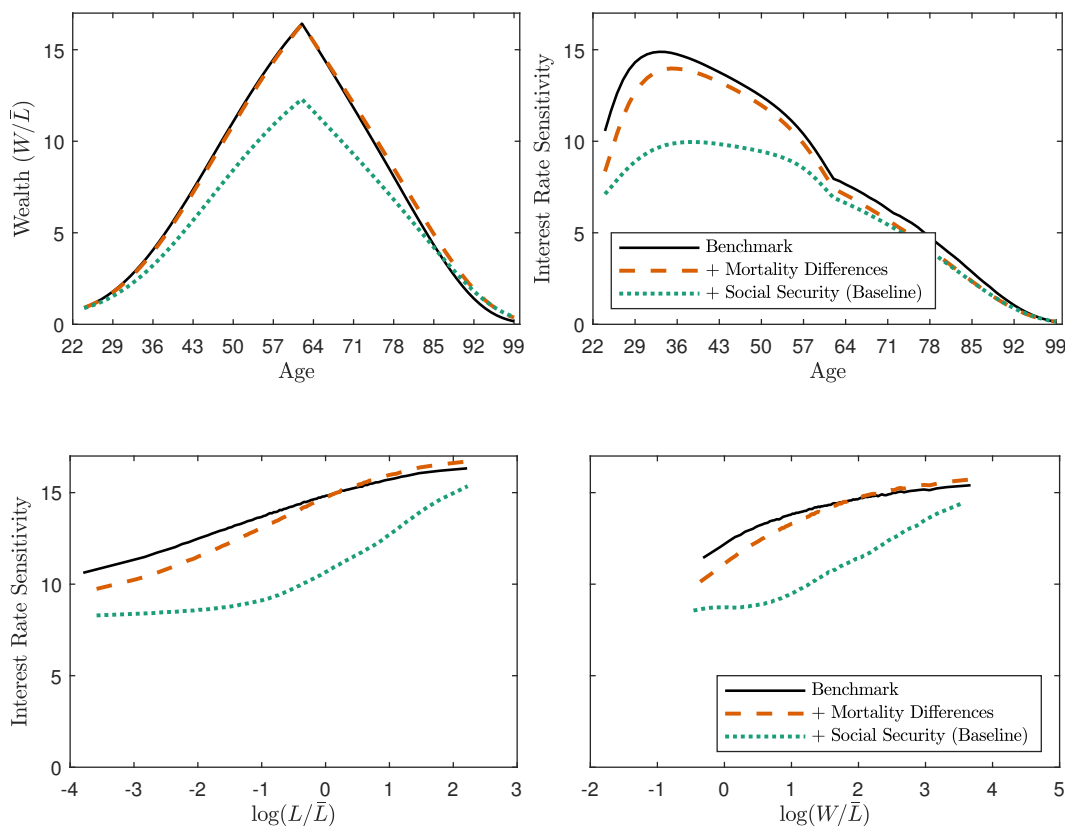 Wealth (W/L̄)
15
10
5
0
22 29 36 43 50 57 64 71 78 85 92 99
Age
Interest Rate Sensitivity
15
10
5
0
Benchmark
+ Mortality Differences
+ Social Security (Baseline)
22 29 36 43 50 57 64 71 78 85 92 99
Age
Interest Rate Sensitivity
15
10
5
0
-4 -3 -2 -1 0 1 2 3
log(L/L̄)
Benchmark
+ Mortality Differences
+ Social Security (Baseline)
-2 -1 0 1 2 3 4 5
log(W/L̄)